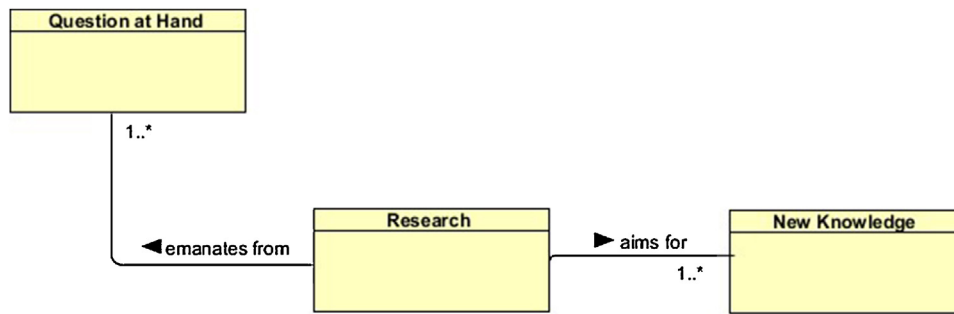 Question at Hand
1..*
Research
New Knowledge
◄ emanates from
► aims for
1..*